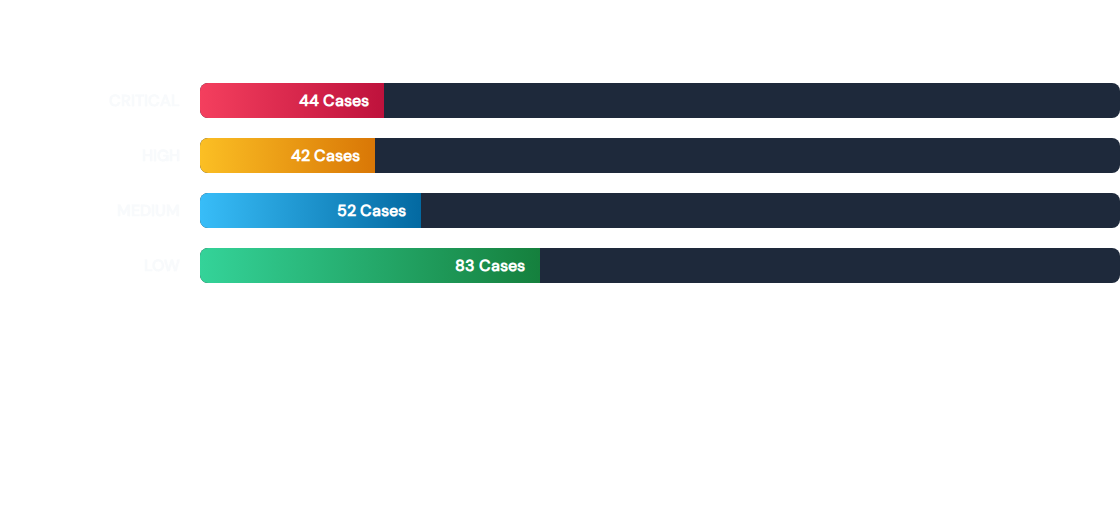 CRITICAL 44 Cases
HIGH 42 Cases
MEDIUM 52 Cases
LOW 83 Cases